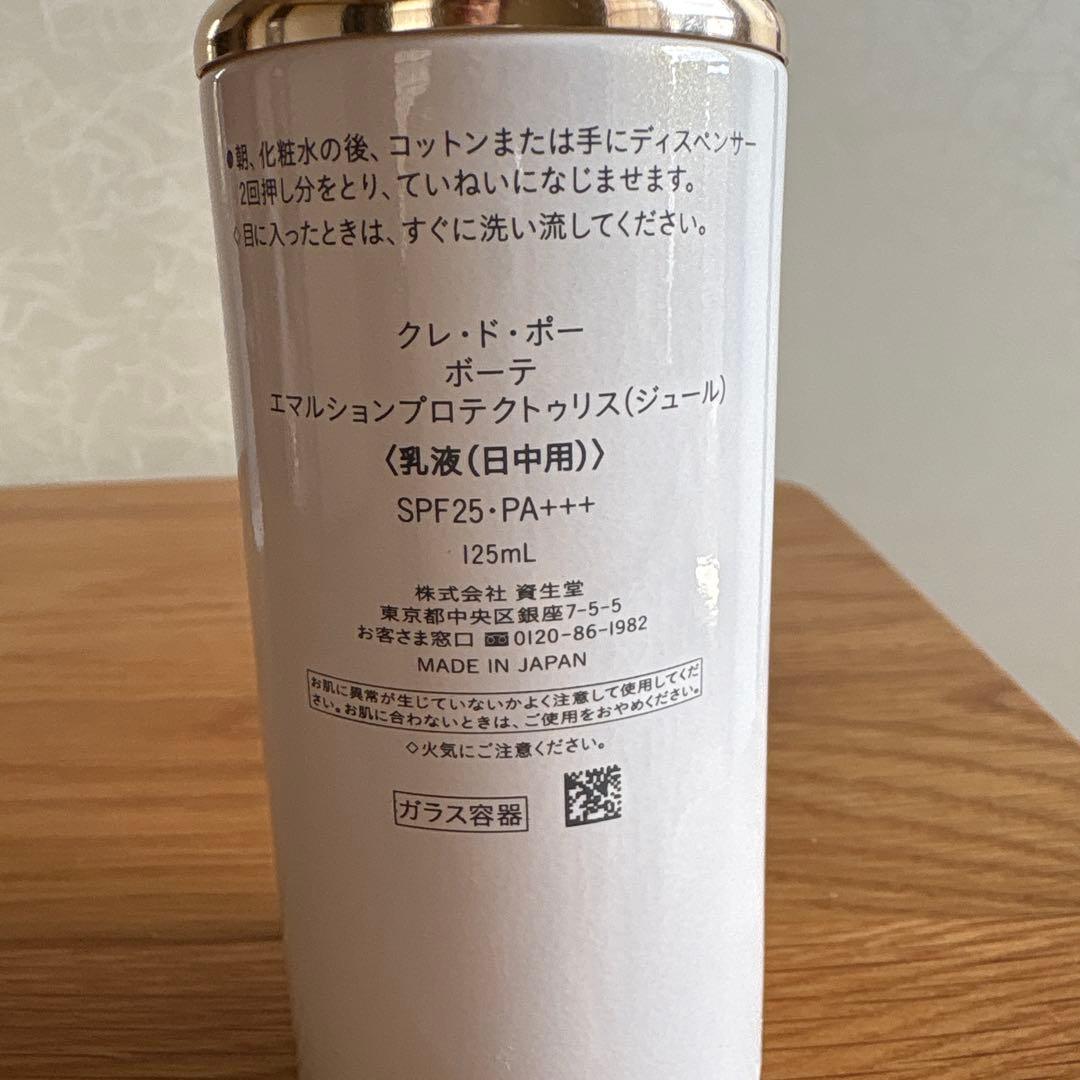 ●朝、化粧水の後、コットンまたは手にディスペンサー
2回押し分をとり、ていねいになじませます。
◇目に入ったときは、すぐに洗い流してください。
クレ・ド・ポー
ボーテ
エマルションプロテクトゥリス(ジュール)
〈乳液(日中用)〉
SPF25・PA+++
125mL
株式会社 資生堂
東京都中央区銀座7-5-5
お客さま窓口 0120-86-1982
MADE IN JAPAN
お肌に異常が生じていないかよく注意して使用してくだ
さい。お肌に合わないときは、ご使用をおやめください。
◇火気にご注意ください。
ガラス容器